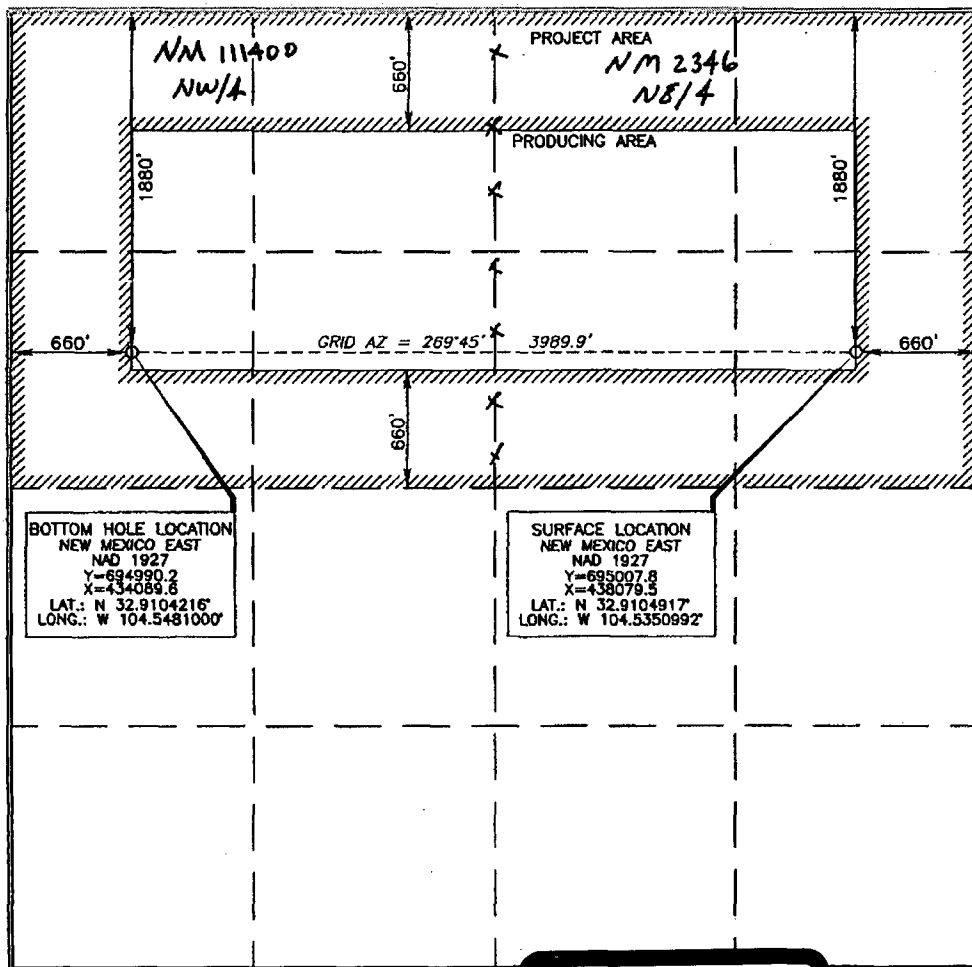 NM 111400
NW/4
660'
PROJECT AREA
NM 2346
NE/4
PRODUCING AREA
1880'
1880'
660'
GRID AZ = 269°45' 3989.9'
660'
660'
BOTTOM HOLE LOCATION
NEW MEXICO EAST
NAD 1927
Y=694990.2
X=434089.6
LAT.: N 32.9104216°
LONG.: W 104.5481000°
SURFACE LOCATION
NEW MEXICO EAST
NAD 1927
Y=695007.8
X=438079.5
LAT.: N 32.9104917°
LONG.: W 104.5350992°